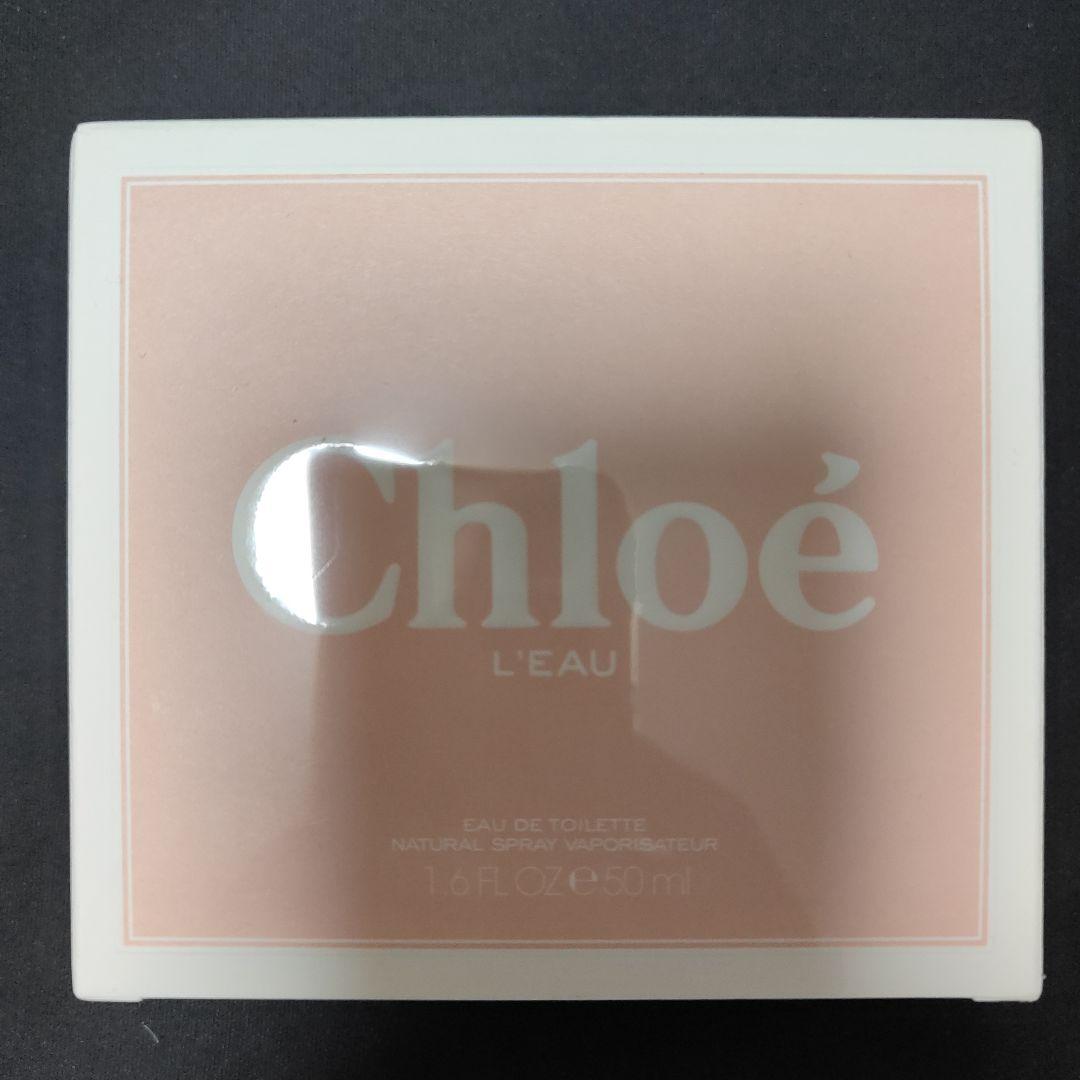 Chloé
L'EAU
EAU DE TOILETTE
NATURAL SPRAY VAPORISATEUR
1.6 FL OZ ℮ 50 ml